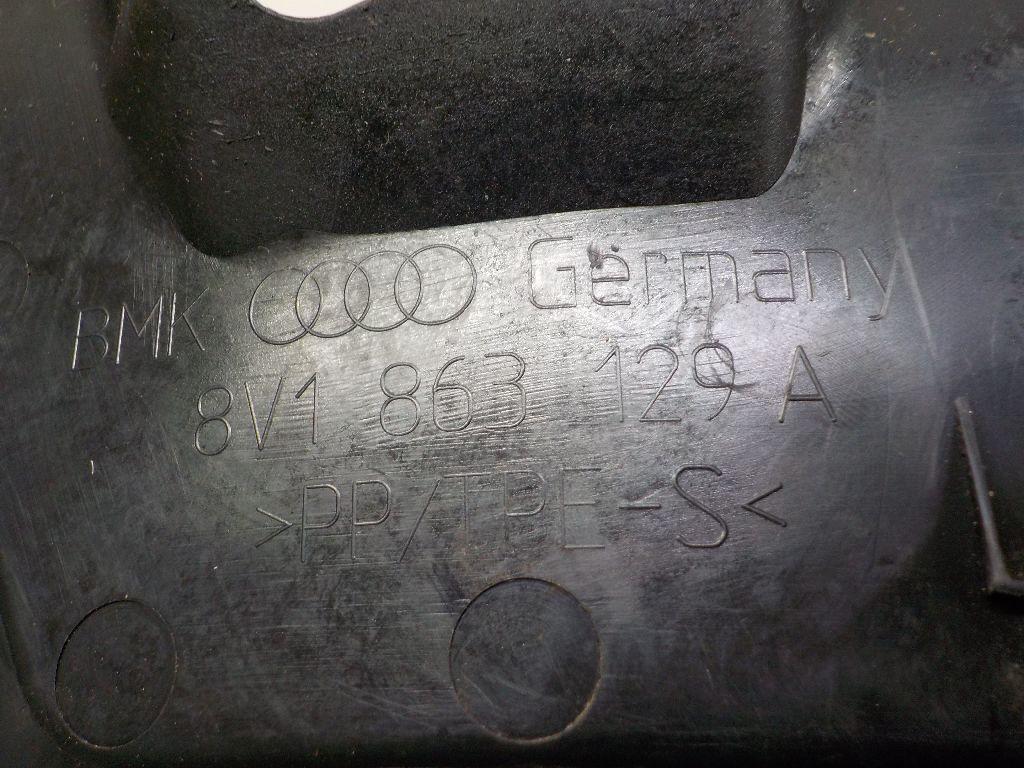 BMK Germany
8V1 863 129 A
>PP/TPE-S<